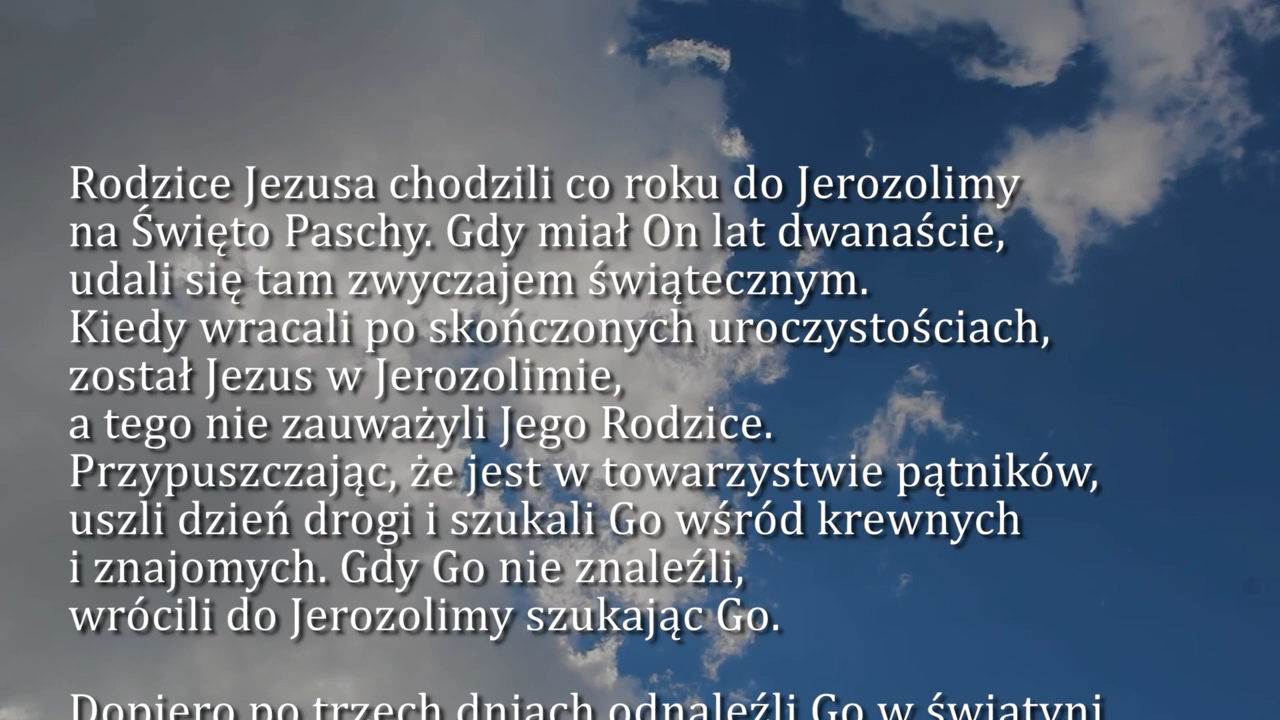 Rodzice Jezusa chodzili co roku do Jerozolimy
na Święto Paschy. Gdy miał On lat dwanaście,
udali się tam zwyczajem świątecznym.
Kiedy wracali po skończonych uroczystościach,
został Jezus w Jerozolimie,
a tego nie zauważyli Jego Rodzice.
Przypuszczając, że jest w towarzystwie pątników,
uszli dzień drogi i szukali Go wśród krewnych
i znajomych. Gdy Go nie znaleźli,
wrócili do Jerozolimy szukając Go.
Dopiero po trzech dniach odnaleźli Go w świątyni